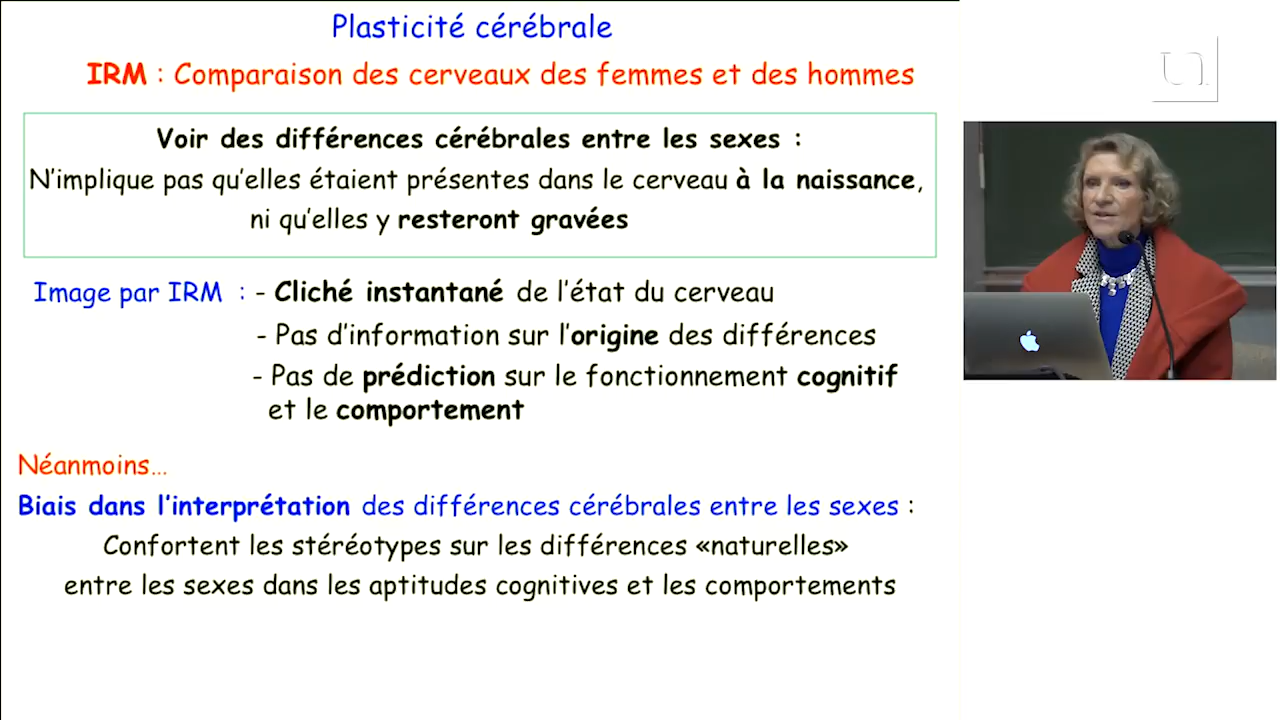 Plasticité cérébrale
IRM : Comparaison des cerveaux des femmes et des hommes
Voir des différences cérébrales entre les sexes :
N'implique pas qu'elles étaient présentes dans le cerveau à la naissance,
ni qu'elles y resteront gravées
Image par IRM : - Cliché instantané de l'état du cerveau
- Pas d'information sur l'origine des différences
- Pas de prédiction sur le fonctionnement cognitif
et le comportement
Néanmoins…
Biais dans l'interprétation des différences cérébrales entre les sexes :
Confortent les stéréotypes sur les différences «naturelles»
entre les sexes dans les aptitudes cognitives et les comportements